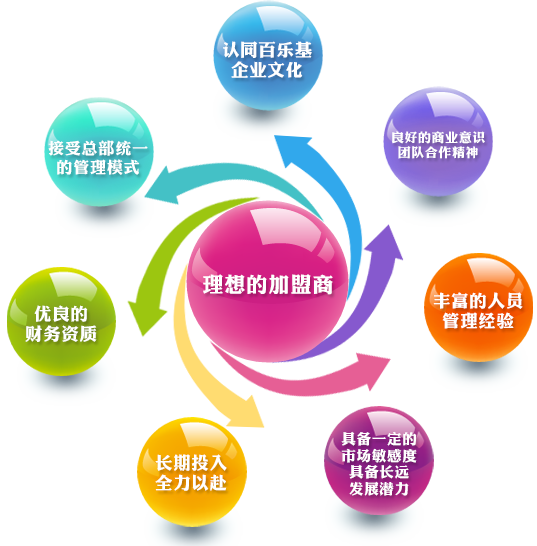 认同百乐基
企业文化
良好的商业意识
团队合作精神
丰富的人员
管理经验
具备一定的
市场敏感度
具备长远
发展潜力
长期投入
全力以赴
优良的
财务资质
接受总部统一
的管理模式
理想的加盟商